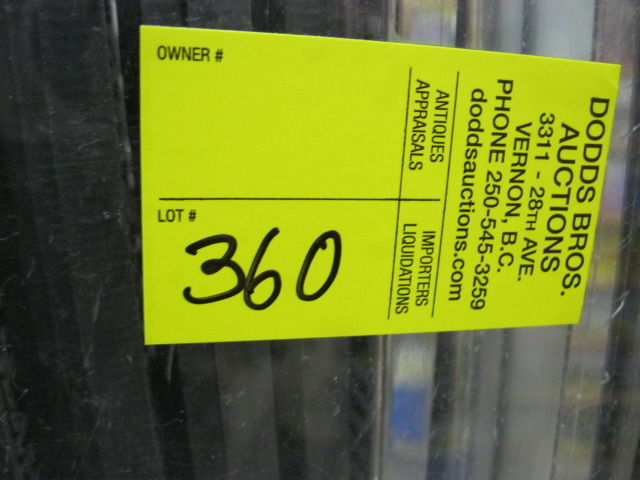 DODDS BROS.
AUCTIONS
3311 - 28TH AVE.
VERNON, B.C.
PHONE 250-545-3259
doddsauctions.com
ANTIQUES
APPRAISALS
IMPORTERS
LIQUIDATIONS
OWNER #
LOT #
360